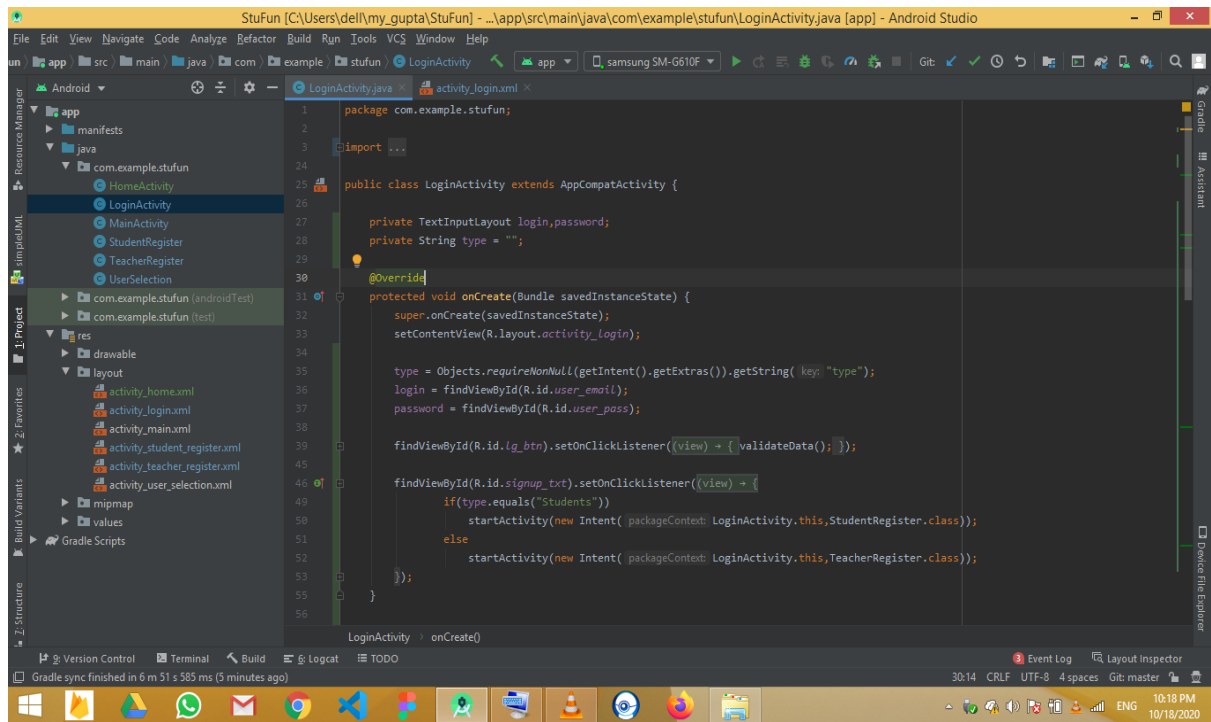 StuFun [C:\Users\dell\my_gupta\StuFun] - ...\app\src\main\java\com\example\stufun\LoginActivity.java [app] - Android Studio
File Edit View Navigate Code Analyze Refactor Build Run Tools VCS Window Help
un app src main java com example stufun LoginActivity app samsung SM-G610F Git:
Android
LoginActivity.java activity_login.xml
app
manifests
java
com.example.stufun
HomeActivity
LoginActivity
MainActivity
StudentRegister
TeacherRegister
UserSelection
com.example.stufun (androidTest)
com.example.stufun (test)
res
drawable
layout
activity_home.xml
activity_login.xml
activity_main.xml
activity_student_register.xml
activity_teacher_register.xml
activity_user_selection.xml
mipmap
values
Gradle Scripts
Resource Manager
simpleUML
1: Project
2: Favorites
Build Variants
7: Structure
1 package com.example.stufun;
2
3 import ...
24
25 public class LoginActivity extends AppCompatActivity {
26
27 private TextInputLayout login,password;
28 private String type = "";
29
30 @Override
31 protected void onCreate(Bundle savedInstanceState) {
32 super.onCreate(savedInstanceState);
33 setContentView(R.layout.activity_login);
34
35 type = Objects.requireNonNull(getIntent().getExtras()).getString( key: "type");
36 login = findViewById(R.id.user_email);
37 password = findViewById(R.id.user_pass);
38
39 findViewById(R.id.lg_btn).setOnClickListener((view) → { validateData(); });
45
46 findViewById(R.id.signup_txt).setOnClickListener((view) → {
49 if(type.equals("Students"))
50 startActivity(new Intent( packageContext: LoginActivity.this,StudentRegister.class));
51 else
52 startActivity(new Intent( packageContext: LoginActivity.this,TeacherRegister.class));
53 });
55 }
56
LoginActivity › onCreate()
Gradle
Assistant
Device File Explorer
9: Version Control Terminal Build 6: Logcat TODO 3 Event Log Layout Inspector
Gradle sync finished in 6 m 51 s 585 ms (5 minutes ago) 30:14 CRLF UTF-8 4 spaces Git: master
ENG
10:18 PM
10/18/2020